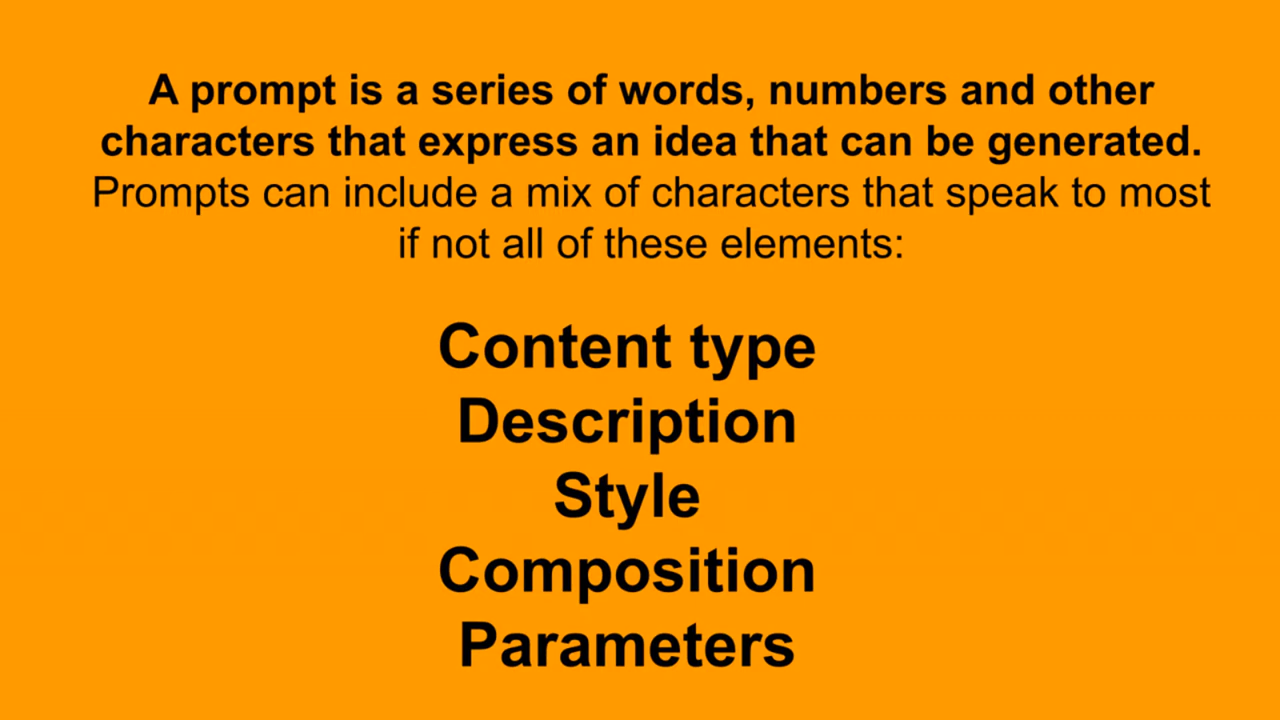 A prompt is a series of words, numbers and other
characters that express an idea that can be generated.
Prompts can include a mix of characters that speak to most
if not all of these elements:
Content type
Description
Style
Composition
Parameters